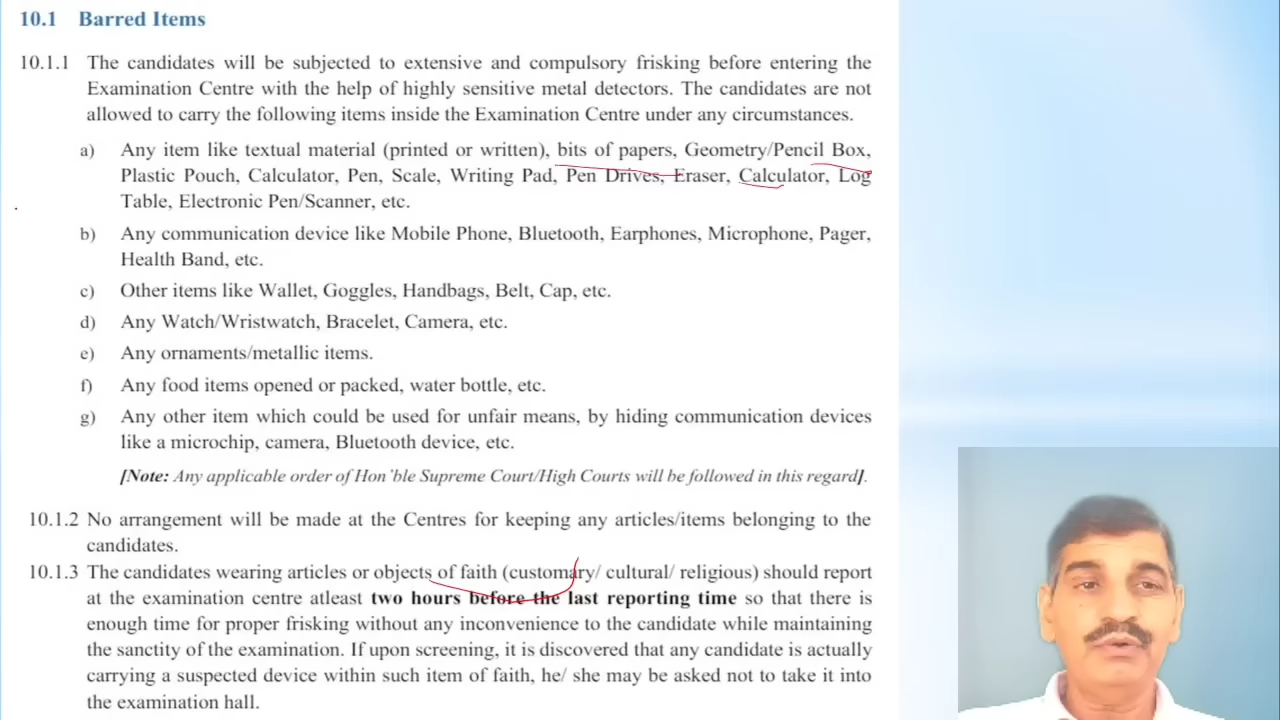 10.1 Barred Items
10.1.1 The candidates will be subjected to extensive and compulsory frisking before entering the
Examination Centre with the help of highly sensitive metal detectors. The candidates are not
allowed to carry the following items inside the Examination Centre under any circumstances.
a) Any item like textual material (printed or written), bits of papers, Geometry/Pencil Box,
Plastic Pouch, Calculator, Pen, Scale, Writing Pad, Pen Drives, Eraser, Calculator, Log
Table, Electronic Pen/Scanner, etc.
b) Any communication device like Mobile Phone, Bluetooth, Earphones, Microphone, Pager,
Health Band, etc.
c) Other items like Wallet, Goggles, Handbags, Belt, Cap, etc.
d) Any Watch/Wristwatch, Bracelet, Camera, etc.
e) Any ornaments/metallic items.
f) Any food items opened or packed, water bottle, etc.
g) Any other item which could be used for unfair means, by hiding communication devices
like a microchip, camera, Bluetooth device, etc.
[Note: Any applicable order of Hon'ble Supreme Court/High Courts will be followed in this regard].
10.1.2 No arrangement will be made at the Centres for keeping any articles/items belonging to the
candidates.
10.1.3 The candidates wearing articles or objects of faith (customary/ cultural/ religious) should report
at the examination centre atleast two hours before the last reporting time so that there is
enough time for proper frisking without any inconvenience to the candidate while maintaining
the sanctity of the examination. If upon screening, it is discovered that any candidate is actually
carrying a suspected device within such item of faith, he/ she may be asked not to take it into
the examination hall.